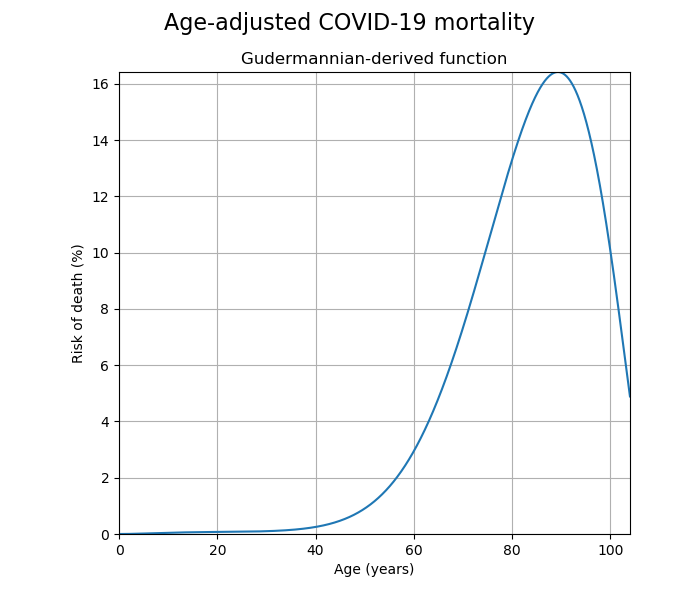 Age-adjusted COVID-19 mortality
Gudermannian-derived function
16
14
12
10
8
6
4
2
0
Risk of death (%)
0 20 40 60 80 100
Age (years)